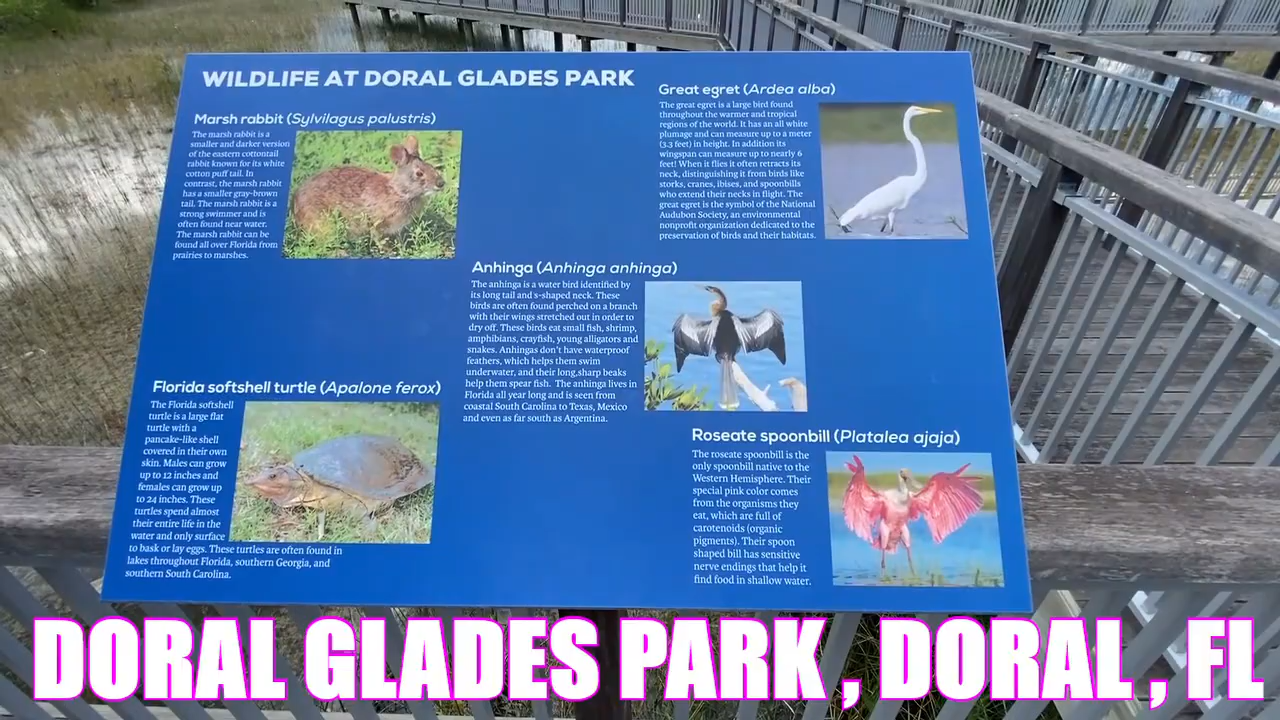 WILDLIFE AT DORAL GLADES PARK
Marsh rabbit (Sylvilagus palustris)
The marsh rabbit is a
smaller and darker version
of the eastern cottontail
rabbit known for its white
cotton puff tail. In
contrast, the marsh rabbit
has a smaller gray-brown
tail. The marsh rabbit is a
strong swimmer and is
often found near water.
The marsh rabbit can be
found all over Florida from
prairies to marshes.
Great egret (Ardea alba)
The great egret is a large bird found
throughout the warmer and tropical
regions of the world. It has an all white
plumage and can measure up to a meter
(3.3 feet) in height. In addition its
wingspan can measure up to nearly 6
feet! When it flies it often retracts its
neck, distinguishing it from birds like
storks, cranes, ibises, and spoonbills
who extend their necks in flight. The
great egret is the symbol of the National
Audubon Society, an environmental
nonprofit organization dedicated to the
preservation of birds and their habitats.
Anhinga (Anhinga anhinga)
The anhinga is a water bird identified by
its long tail and s-shaped neck. These
birds are often found perched on a branch
with their wings stretched out in order to
dry off. These birds eat small fish, shrimp,
amphibians, crayfish, young alligators and
snakes. Anhingas don't have waterproof
feathers, which helps them swim
underwater, and their long,sharp beaks
help them spear fish. The anhinga lives in
Florida all year long and is seen from
coastal South Carolina to Texas, Mexico
and even as far south as Argentina.
Florida softshell turtle (Apalone ferox)
The Florida softshell
turtle is a large flat
turtle with a
pancake-like shell
covered in their own
skin. Males can grow
up to 12 inches and
females can grow up
to 24 inches. These
turtles spend almost
their entire life in the
water and only surface
to bask or lay eggs. These turtles are often found in
lakes throughout Florida, southern Georgia, and
southern South Carolina.
Roseate spoonbill (Platalea ajaja)
The roseate spoonbill is the
only spoonbill native to the
Western Hemisphere. Their
special pink color comes
from the organisms they
eat, which are full of
carotenoids (organic
pigments). Their spoon
shaped bill has sensitive
nerve endings that help it
find food in shallow water.
DORAL GLADES PARK , DORAL , FL